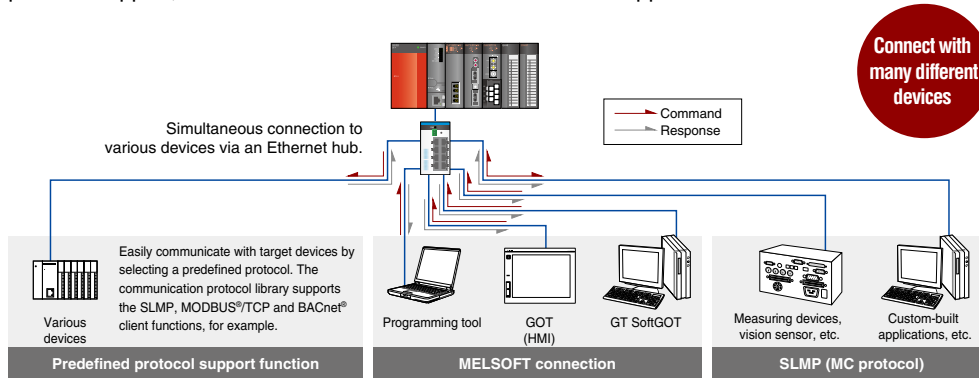 Connect with
many different
devices
Command
Response
Simultaneous connection to
various devices via an Ethernet hub.
Easily communicate with target devices by
selecting a predefined protocol. The
communication protocol library supports
the SLMP, MODBUS®/TCP and BACnet®
client functions, for example.
Various
devices
Predefined protocol support function
Programming tool
GOT
(HMI)
GT SoftGOT
MELSOFT connection
Measuring devices,
vision sensor, etc.
Custom-built
applications, etc.
SLMP (MC protocol)